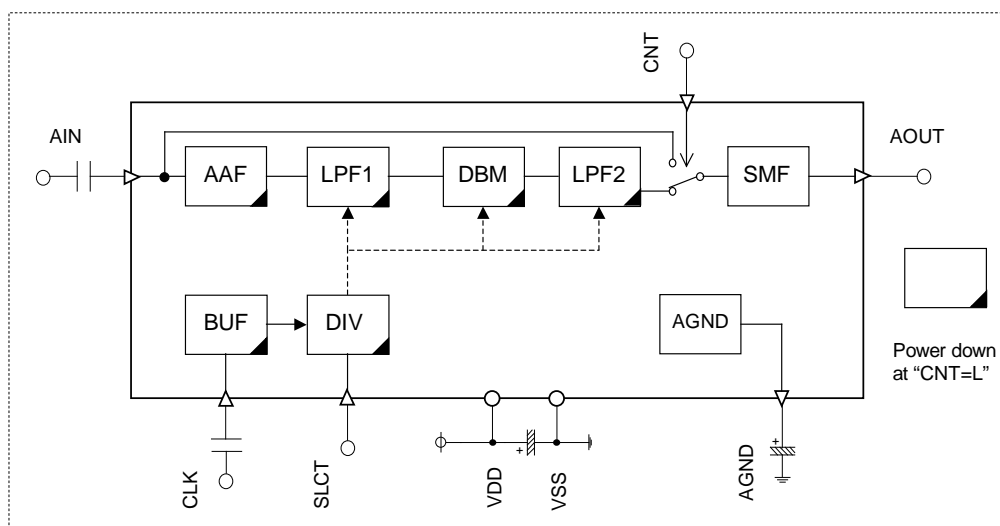 CNT
AIN
AOUT
AAF
LPF1
DBM
LPF2
SMF
BUF
DIV
AGND
Power down
at “CNT=L”
CLK
SLCT
+
VDD
VSS
+
AGND